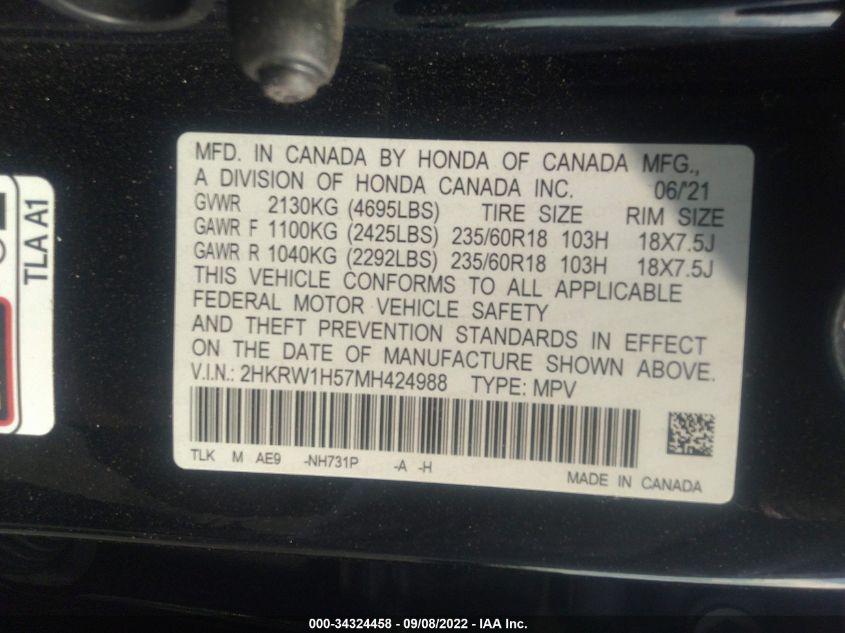 MFD. IN CANADA BY HONDA OF CANADA MFG.,
A DIVISION OF HONDA CANADA INC. 06/'21
GVWR 2130KG (4695LBS) TIRE SIZE RIM SIZE
GAWR F 1100KG (2425LBS) 235/60R18 103H 18X7.5J
GAWR R 1040KG (2292LBS) 235/60R18 103H 18X7.5J
THIS VEHICLE CONFORMS TO ALL APPLICABLE
FEDERAL MOTOR VEHICLE SAFETY
AND THEFT PREVENTION STANDARDS IN EFFECT
ON THE DATE OF MANUFACTURE SHOWN ABOVE.
V.I.N.: 2HKRW1H57MH424988 TYPE: MPV
TLK M AE9 -NH731P -A -H
MADE IN CANADA
TLA A1
000-34324458 - 09/08/2022 - IAA Inc.